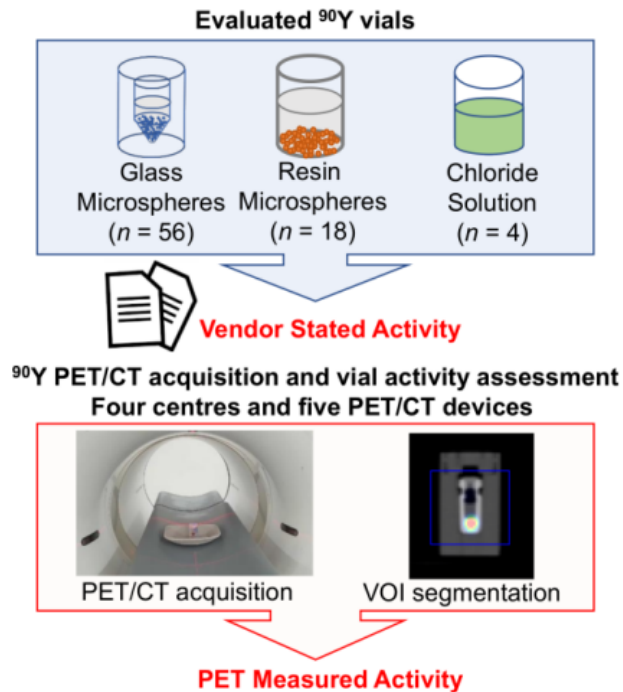 Evaluated ⁹⁰Y vials
Glass Microspheres (n = 56)
Resin Microspheres (n = 18)
Chloride Solution (n = 4)
Vendor Stated Activity
⁹⁰Y PET/CT acquisition and vial activity assessment
Four centres and five PET/CT devices
PET/CT acquisition
VOI segmentation
PET Measured Activity